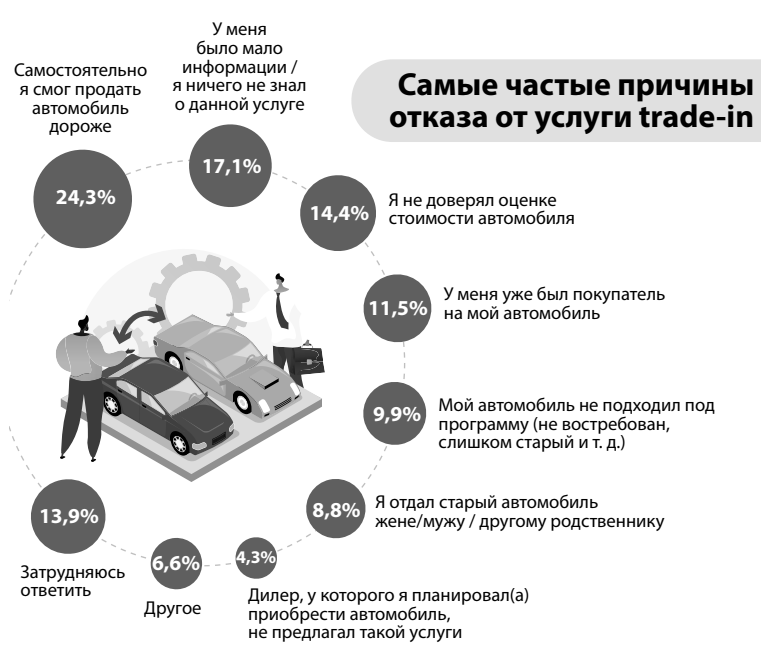 Самые частые причины
отказа от услуги trade-in
Самостоятельно
я смог продать
автомобиль
дороже
24,3%
У меня
было мало
информации /
я ничего не знал
о данной услуге
17,1%
14,4%
Я не доверял оценке
стоимости автомобиля
11,5%
У меня уже был покупатель
на мой автомобиль
9,9%
Мой автомобиль не подходил под
программу (не востребован,
слишком старый и т. д.)
8,8%
Я отдал старый автомобиль
жене/мужу / другому родственнику
4,3%
Дилер, у которого я планировал(а)
приобрести автомобиль,
не предлагал такой услуги
6,6%
Другое
13,9%
Затрудняюсь
ответить